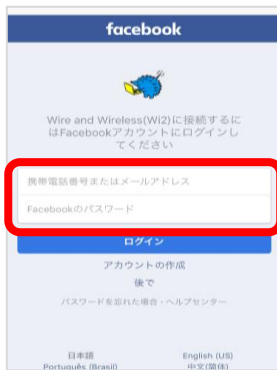 facebook
Wire and Wireless(Wi2)に接続するに
はFacebookアカウントにログインし
てください
携帯電話番号またはメールアドレス
Facebookのパスワード
ログイン
アカウントの作成
後で
パスワードを忘れた場合・ヘルプセンター
日本語 English (US)
Português (Brasil) 中文(简体)